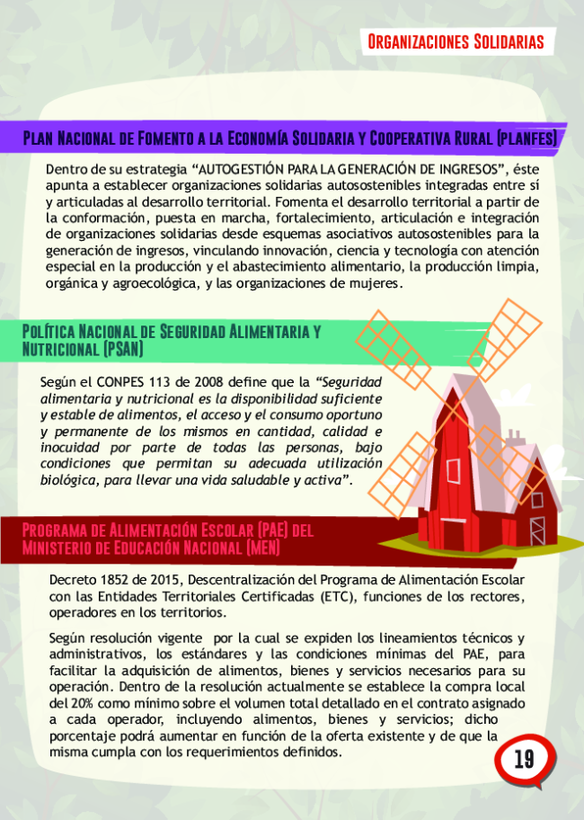 Organizaciones Solidarias
Plan Nacional de Fomento a la Economía Solidaria y Cooperativa Rural (PLANFES)
Dentro de su estrategia “AUTOGESTIÓN PARA LA GENERACIÓN DE INGRESOS”, éste
apunta a establecer organizaciones solidarias autosostenibles integradas entre sí
y articuladas al desarrollo territorial. Fomenta el desarrollo territorial a partir de
la conformación, puesta en marcha, fortalecimiento, articulación e integración
de organizaciones solidarias desde esquemas asociativos autosostenibles para la
generación de ingresos, vinculando innovación, ciencia y tecnología con atención
especial en la producción y el abastecimiento alimentario, la producción limpia,
orgánica y agroecológica, y las organizaciones de mujeres.
Política Nacional de Seguridad Alimentaria y
Nutricional (PSAN)
Según el CONPES 113 de 2008 define que la “Seguridad
alimentaria y nutricional es la disponibilidad suficiente
y estable de alimentos, el acceso y el consumo oportuno
y permanente de los mismos en cantidad, calidad e
inocuidad por parte de todas las personas, bajo
condiciones que permitan su adecuada utilización
biológica, para llevar una vida saludable y activa”.
Programa de Alimentación Escolar (PAE) del
Ministerio de Educación Nacional (MEN)
Decreto 1852 de 2015, Descentralización del Programa de Alimentación Escolar
con las Entidades Territoriales Certificadas (ETC), funciones de los rectores,
operadores en los territorios.
Según resolución vigente por la cual se expiden los lineamientos técnicos y
administrativos, los estándares y las condiciones mínimas del PAE, para
facilitar la adquisición de alimentos, bienes y servicios necesarios para su
operación. Dentro de la resolución actualmente se establece la compra local
del 20% como mínimo sobre el volumen total detallado en el contrato asignado
a cada operador, incluyendo alimentos, bienes y servicios; dicho
porcentaje podrá aumentar en función de la oferta existente y de que la
misma cumpla con los requerimientos definidos.
19